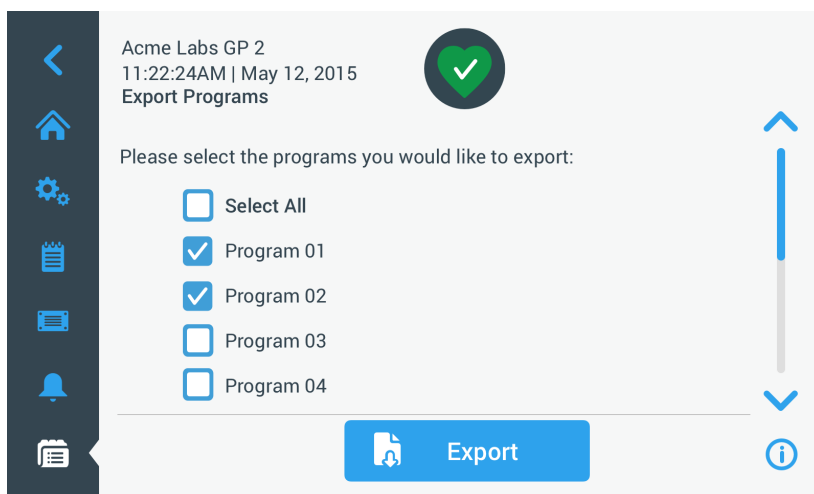 Acme Labs GP 2
11:22:24AM | May 12, 2015
Export Programs
Please select the programs you would like to export:
Select All
Program 01
Program 02
Program 03
Program 04
Export